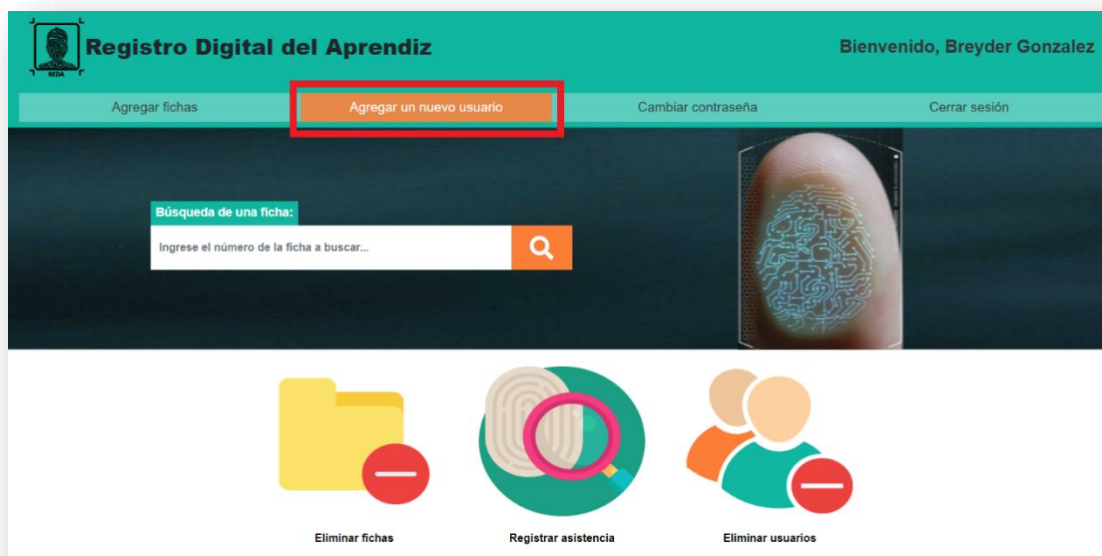 REDA
Registro Digital del Aprendiz
Bienvenido, Breyder Gonzalez
Agregar fichas
Agregar un nuevo usuario
Cambiar contraseña
Cerrar sesión
Búsqueda de una ficha:
Ingrese el número de la ficha a buscar...
Eliminar fichas
Registrar asistencia
Eliminar usuarios